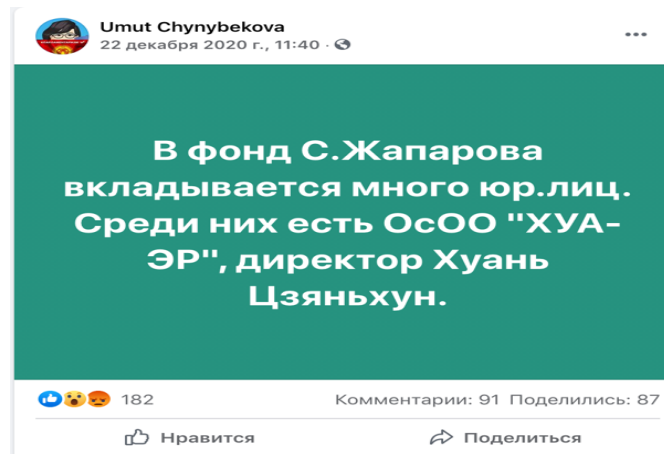 Umut Chynybekova
22 декабря 2020 г., 11:40 ·
В фонд С.Жапарова
вкладывается много юр.лиц.
Среди них есть ОсОО "ХУА-
ЭР", директор Хуань
Цзяньхун.
182
Комментарии: 91 Поделились: 87
Нравится
Поделиться